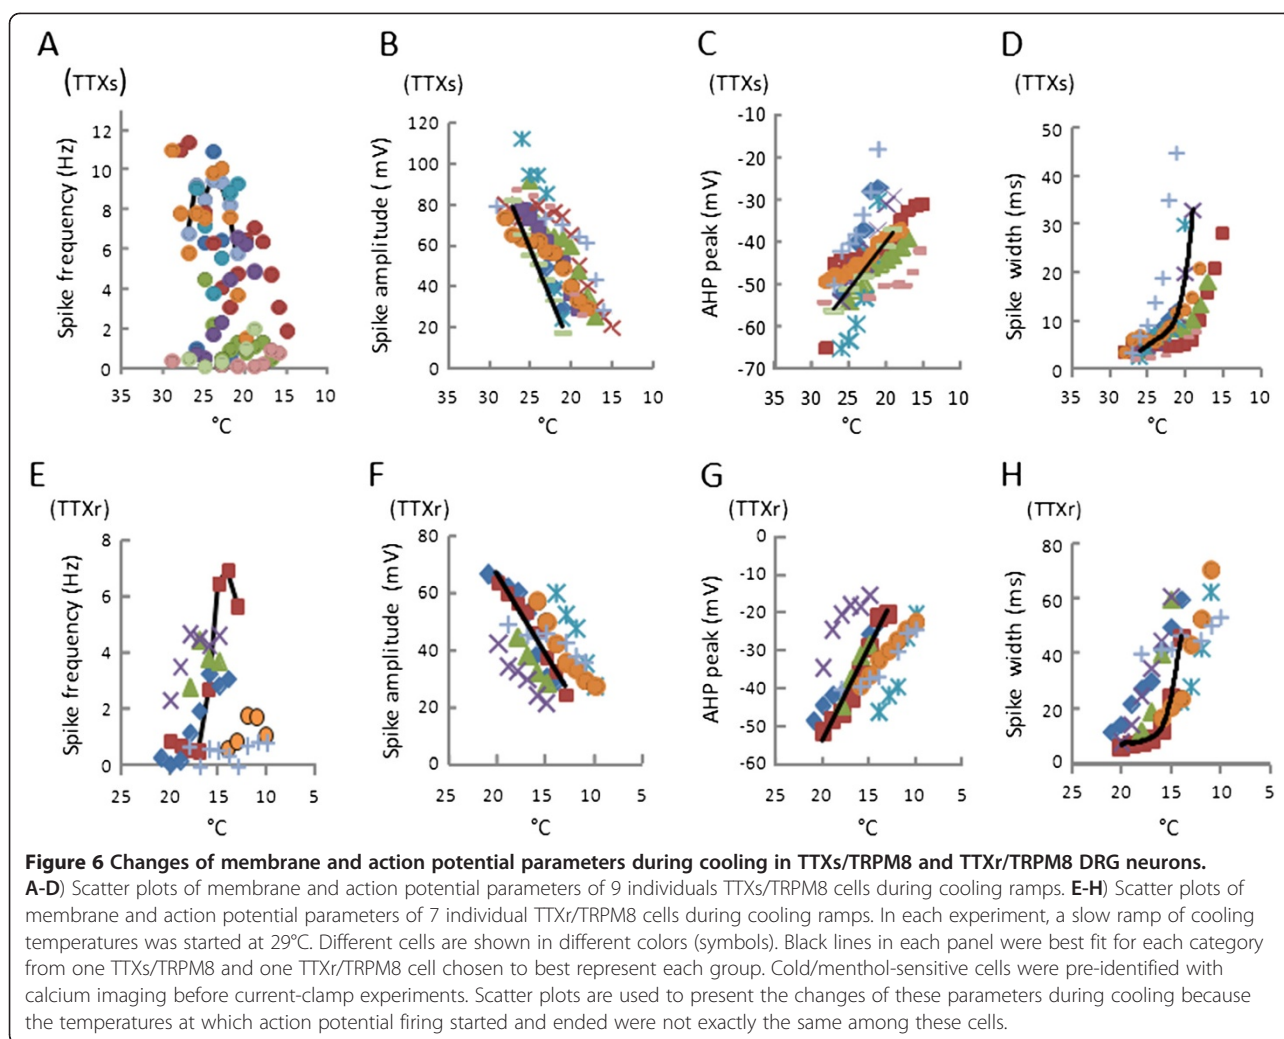 A
B
C
D
(TTXs)
(TTXs)
(TTXs)
(TTXs)
Spike frequency (Hz)
12
10
8
6
4
2
0
35 30 25 20 15 10
°C
Spike amplitude ( mV)
120
100
80
60
40
20
0
35 30 25 20 15 10
°C
AHP peak (mV)
-10
-20
-30
-40
-50
-60
-70
35 30 25 20 15 10
°C
Spike width (ms)
50
40
30
20
10
0
35 30 25 20 15 10
°C
E
F
G
H
(TTXr)
(TTXr)
(TTXr)
(TTXr)
Spike frequency (Hz)
8
6
4
2
0
25 20 15 10 5
°C
Spike amplitude (mV)
80
60
40
20
0
25 20 15 10 5
°C
AHP peak (mV)
0
-10
-20
-30
-40
-50
-60
25 20 15 10 5
°C
Spike width (ms)
80
60
40
20
0
25 20 15 10 5
°C
Figure 6 Changes of membrane and action potential parameters during cooling in TTXs/TRPM8 and TTXr/TRPM8 DRG neurons.
A-D) Scatter plots of membrane and action potential parameters of 9 individuals TTXs/TRPM8 cells during cooling ramps. E-H) Scatter plots of
membrane and action potential parameters of 7 individual TTXr/TRPM8 cells during cooling ramps. In each experiment, a slow ramp of cooling
temperatures was started at 29°C. Different cells are shown in different colors (symbols). Black lines in each panel were best fit for each category
from one TTXs/TRPM8 and one TTXr/TRPM8 cell chosen to best represent each group. Cold/menthol-sensitive cells were pre-identified with
calcium imaging before current-clamp experiments. Scatter plots are used to present the changes of these parameters during cooling because
the temperatures at which action potential firing started and ended were not exactly the same among these cells.